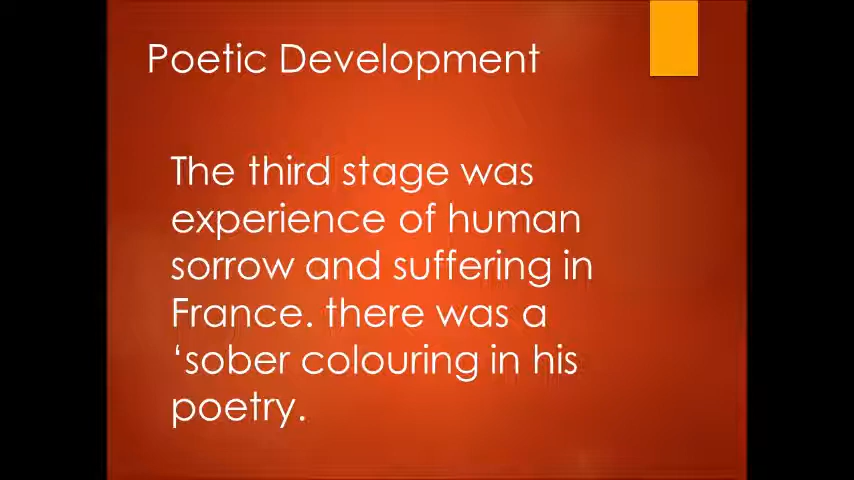 Poetic Development
The third stage was
experience of human
sorrow and suffering in
France. there was a
‘sober colouring in his
poetry.